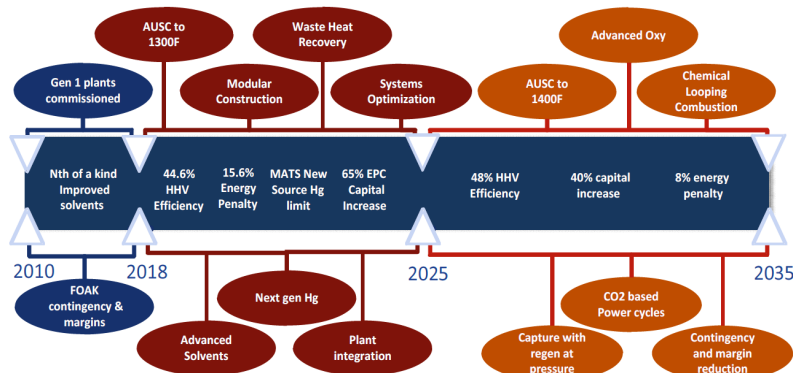 AUSC to
1300F
Waste Heat
Recovery
Advanced Oxy
Gen 1 plants
commissioned
Modular
Construction
Systems
Optimization
AUSC to
1400F
Chemical
Looping
Combustion
Nth of a kind
Improved
solvents
44.6%
HHV
Efficiency
15.6%
Energy
Penalty
MATS New
Source Hg
limit
65% EPC
Capital
Increase
48% HHV
Efficiency
40% capital
increase
8% energy
penalty
2010
2018
2025
2035
FOAK
contingency &
margins
Next gen Hg
CO2 based
Power cycles
Advanced
Solvents
Plant
integration
Capture with
regen at
pressure
Contingency
and margin
reduction